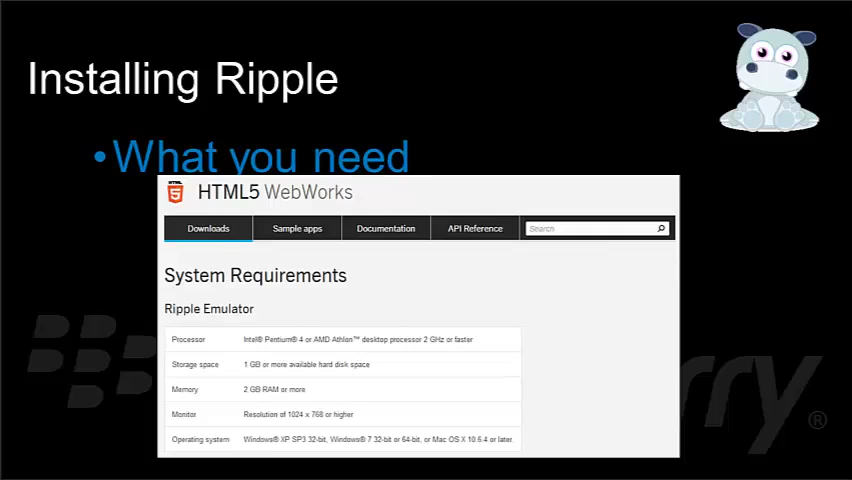 Installing Ripple
•What you need
HTML5 WebWorks
Downloads Sample apps Documentation API Reference Search
System Requirements
Ripple Emulator
Processor Intel® Pentium® 4 or AMD Athlon™ desktop processor 2 GHz or faster
Storage space 1 GB or more available hard disk space
Memory 2 GB RAM or more
Monitor Resolution of 1024 x 768 or higher
Operating system Windows® XP SP3 32-bit, Windows® 7 32-bit or 64-bit, or Mac OS X 10.6.4 or later.
rry®